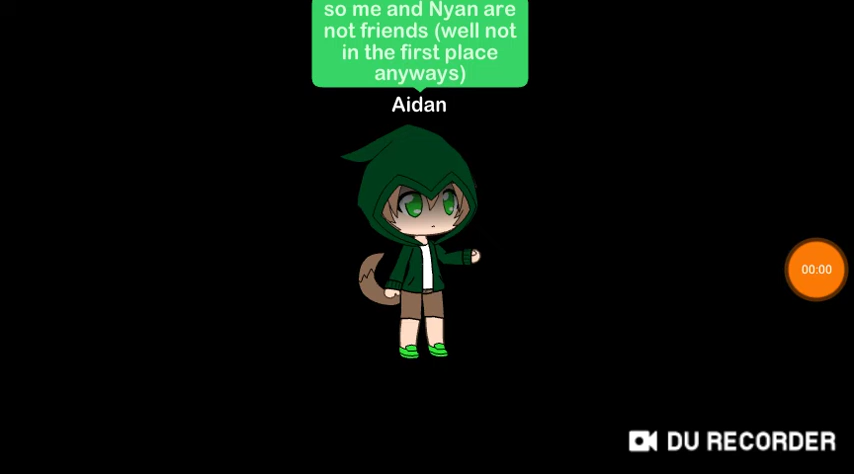 so me and Nyan are
not friends (well not
in the first place
anyways)
Aidan
00:00
DU RECORDER